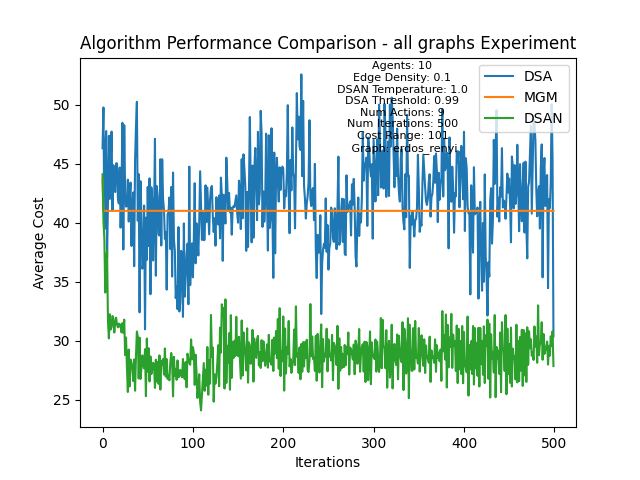 Algorithm Performance Comparison - all graphs Experiment
Agents: 10
Edge Density: 0.1
DSAN Temperature: 1.0
DSA Threshold: 0.99
Num Actions: 9
Num Iterations: 500
Cost Range: 101
Graph: erdos_renyi
DSA
MGM
DSAN
Average Cost
50
45
40
35
30
25
0
100
200
300
400
500
Iterations